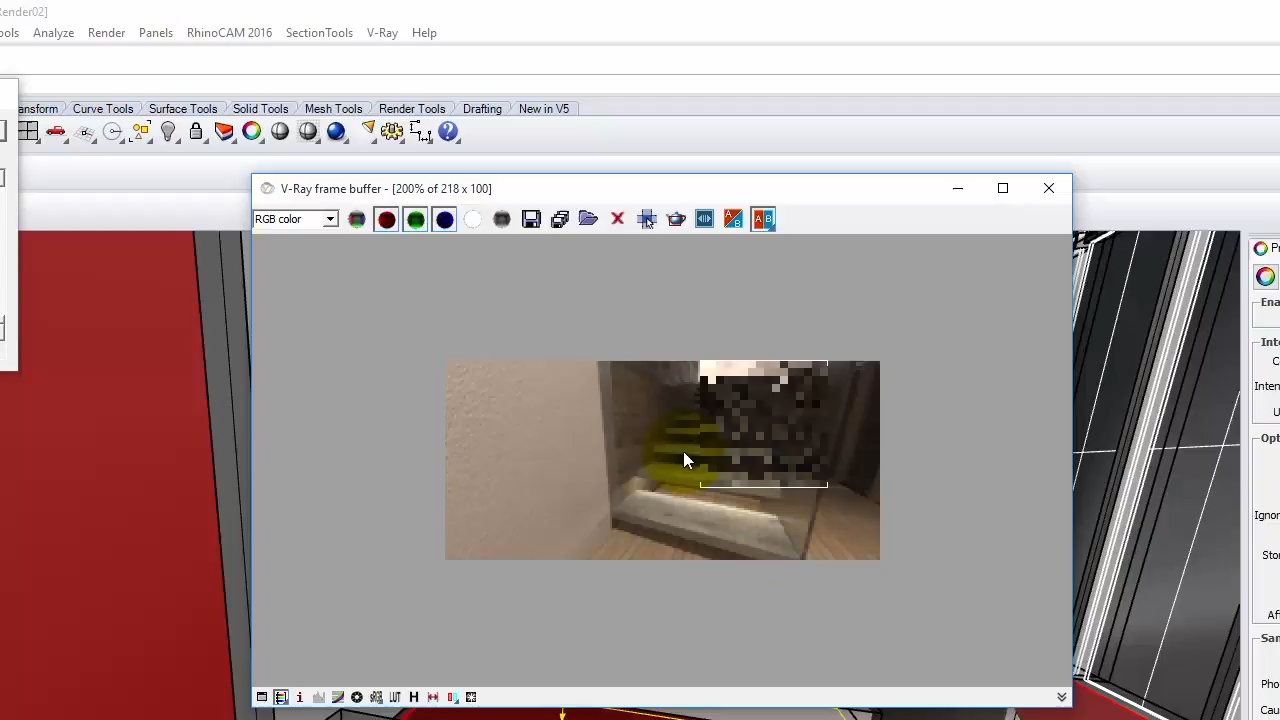 Render02]
ools Analyze Render Panels RhinoCAM 2016 SectionTools V-Ray Help
ansform Curve Tools Surface Tools Solid Tools Mesh Tools Render Tools Drafting New in V5
V-Ray frame buffer - [200% of 218 x 100]
RGB color
A B
A B
Pr
Ena
Inte
C
Inten
U
Opt
Ignor
Stor
Af
San
Pho
Cau
LUT H